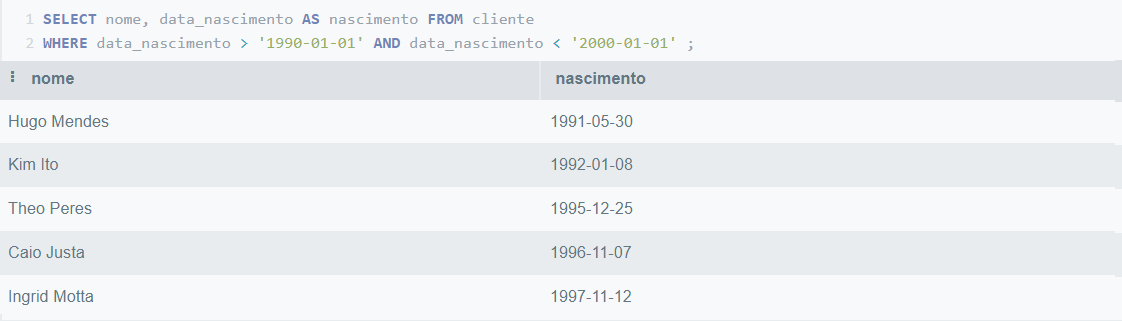 1 SELECT nome, data_nascimento AS nascimento FROM cliente
2 WHERE data_nascimento > '1990-01-01' AND data_nascimento < '2000-01-01' ;
nome nascimento
Hugo Mendes 1991-05-30
Kim Ito 1992-01-08
Theo Peres 1995-12-25
Caio Justa 1996-11-07
Ingrid Motta 1997-11-12